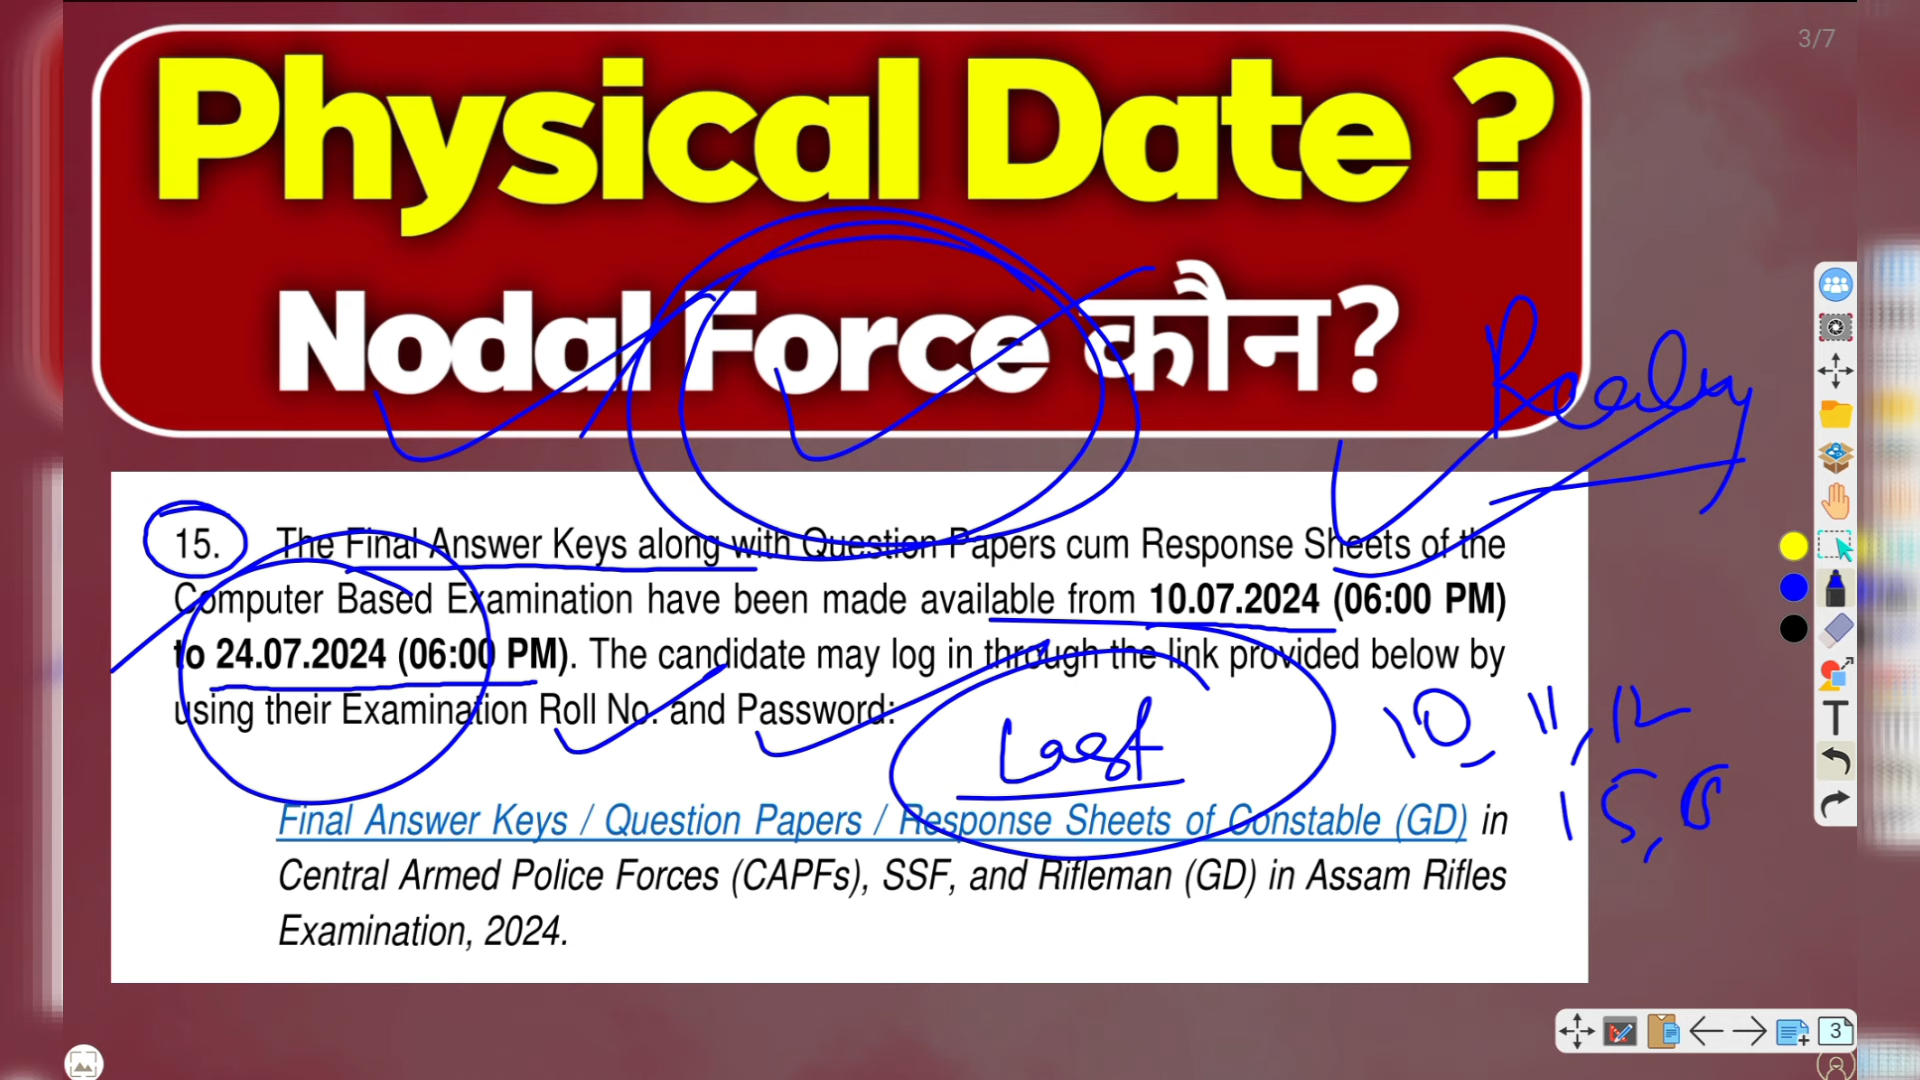 3/7
Physical Date ?
Nodal Force कौन?
15. The Final Answer Keys along with Question Papers cum Response Sheets of the
Computer Based Examination have been made available from 10.07.2024 (06:00 PM)
to 24.07.2024 (06:00 PM). The candidate may log in through the link provided below by
using their Examination Roll No. and Password:
Last
10, 11, 12
Final Answer Keys / Question Papers / Response Sheets of Constable (GD) in
Central Armed Police Forces (CAPFs), SSF, and Rifleman (GD) in Assam Rifles
Examination, 2024.
T
3